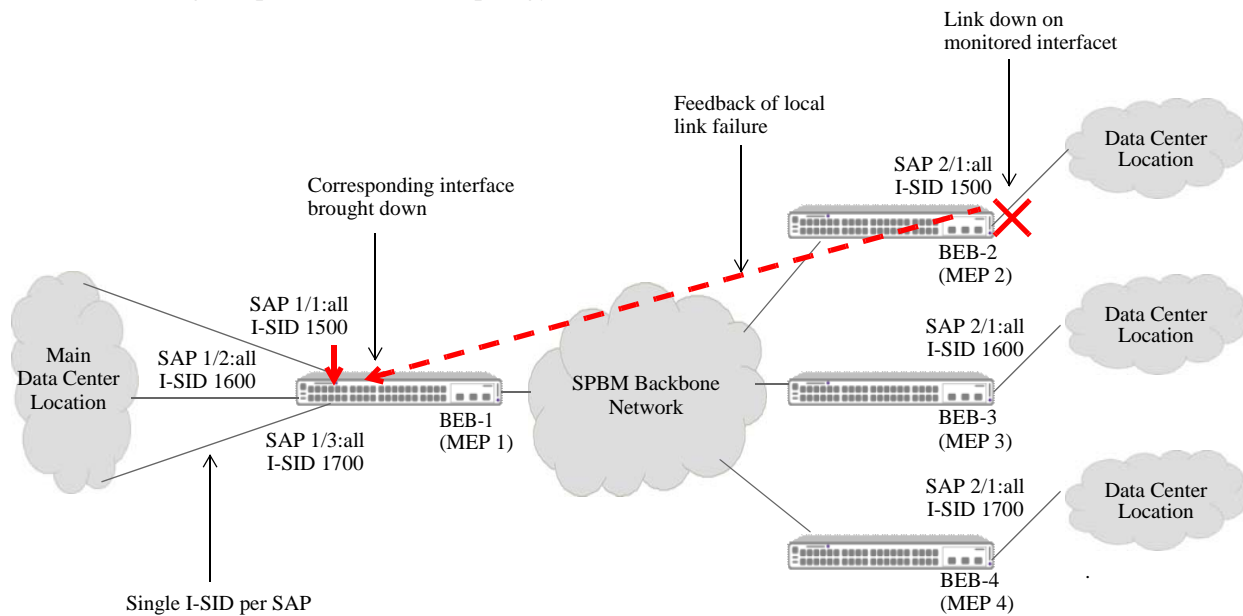 Link down on
monitored interfacet
Feedback of local
link failure
Data Center
Location
SAP 2/1:all
I-SID 1500
Corresponding interface
brought down
BEB-2
(MEP 2)
SAP 1/1:all
I-SID 1500
Data Center
Location
SAP 2/1:all
I-SID 1600
Main
Data Center
Location
SAP 1/2:all
I-SID 1600
SPBM Backbone
Network
BEB-1
(MEP 1)
BEB-3
(MEP 3)
SAP 1/3:all
I-SID 1700
SAP 2/1:all
I-SID 1700
Data Center
Location
BEB-4
(MEP 4)
Single I-SID per SAP